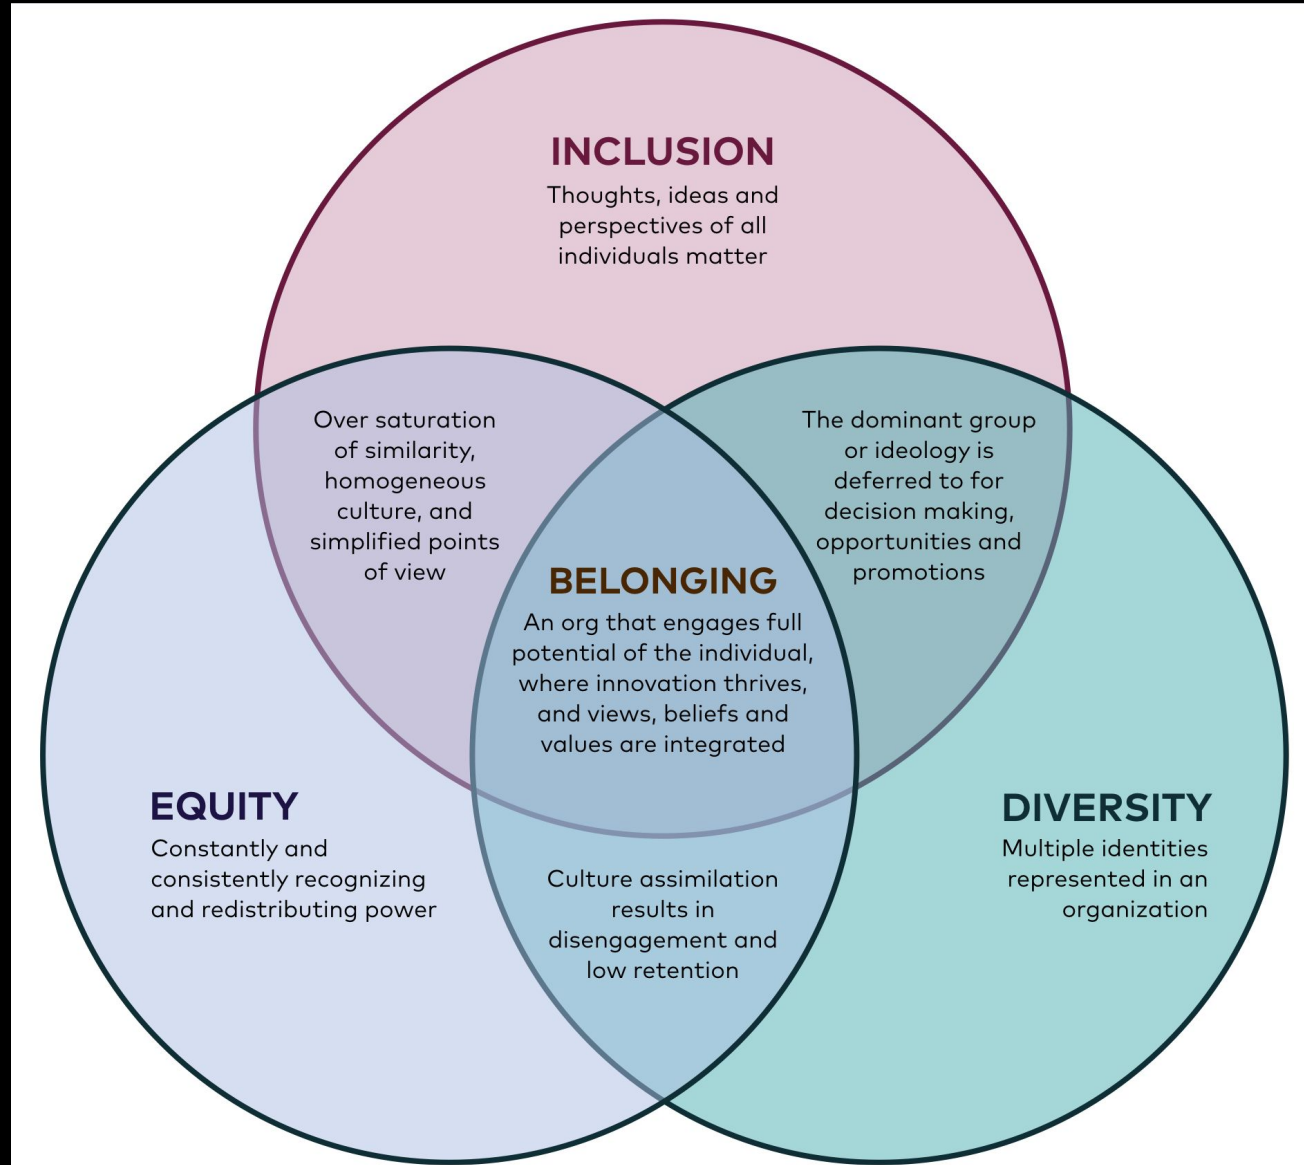 INCLUSION
Thoughts, ideas and
perspectives of all
individuals matter
Over saturation
of similarity,
homogeneous
culture, and
simplified points
of view
The dominant group
or ideology is
deferred to for
decision making,
opportunities and
promotions
BELONGING
An org that engages full
potential of the individual,
where innovation thrives,
and views, beliefs and
values are integrated
EQUITY
Constantly and
consistently recognizing
and redistributing power
Culture assimilation
results in
disengagement and
low retention
DIVERSITY
Multiple identities
represented in an
organization